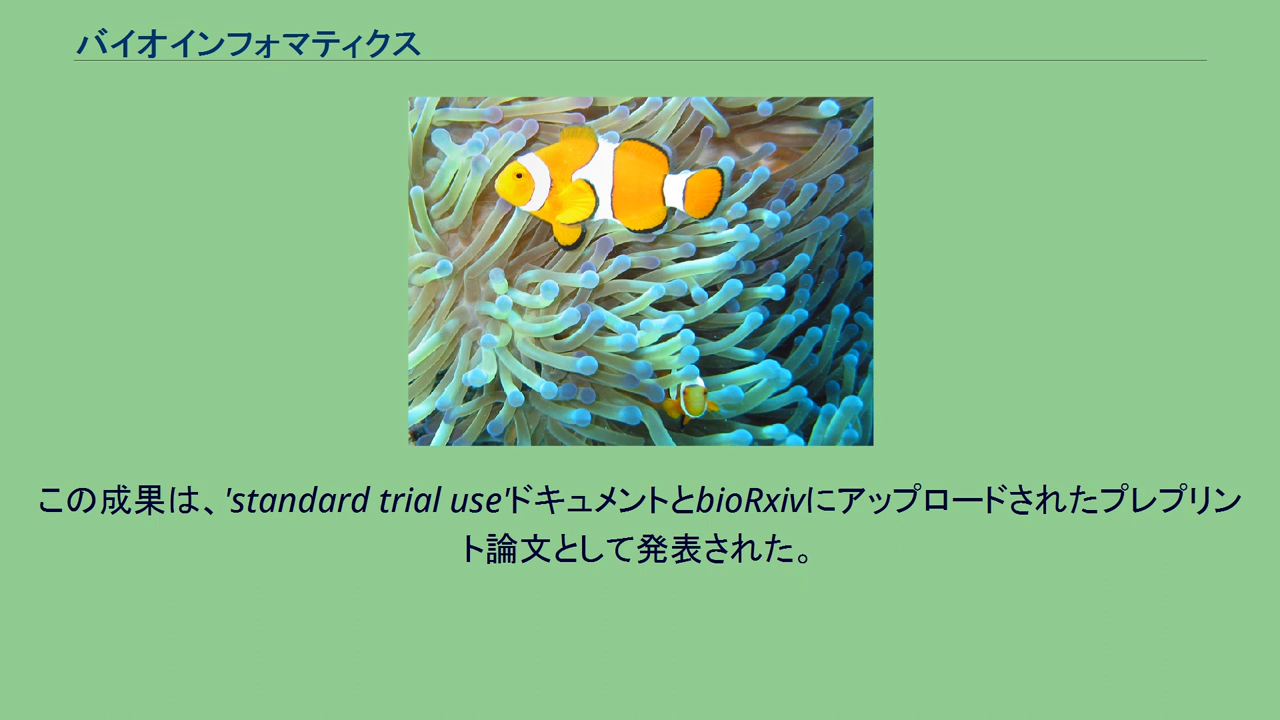 バイオインフォマティクス
この成果は、'standard trial use'ドキュメントとbioRxivにアップロードされたプレプリン
ト論文として発表された。